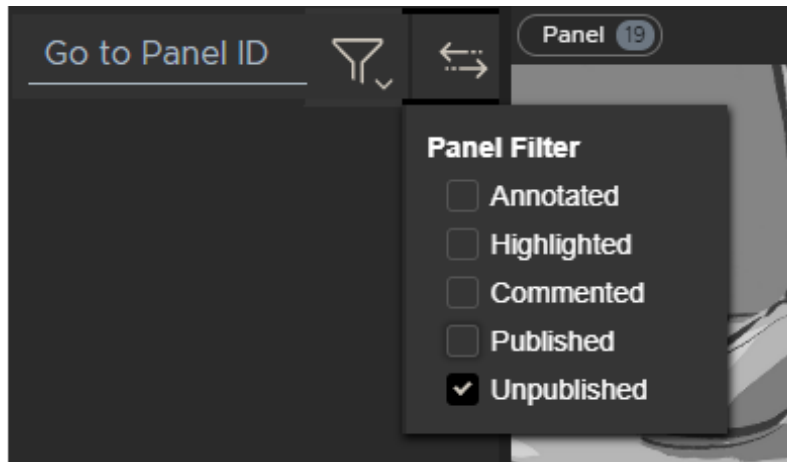 Go to Panel ID
Panel 19
Panel Filter
Annotated
Highlighted
Commented
Published
Unpublished